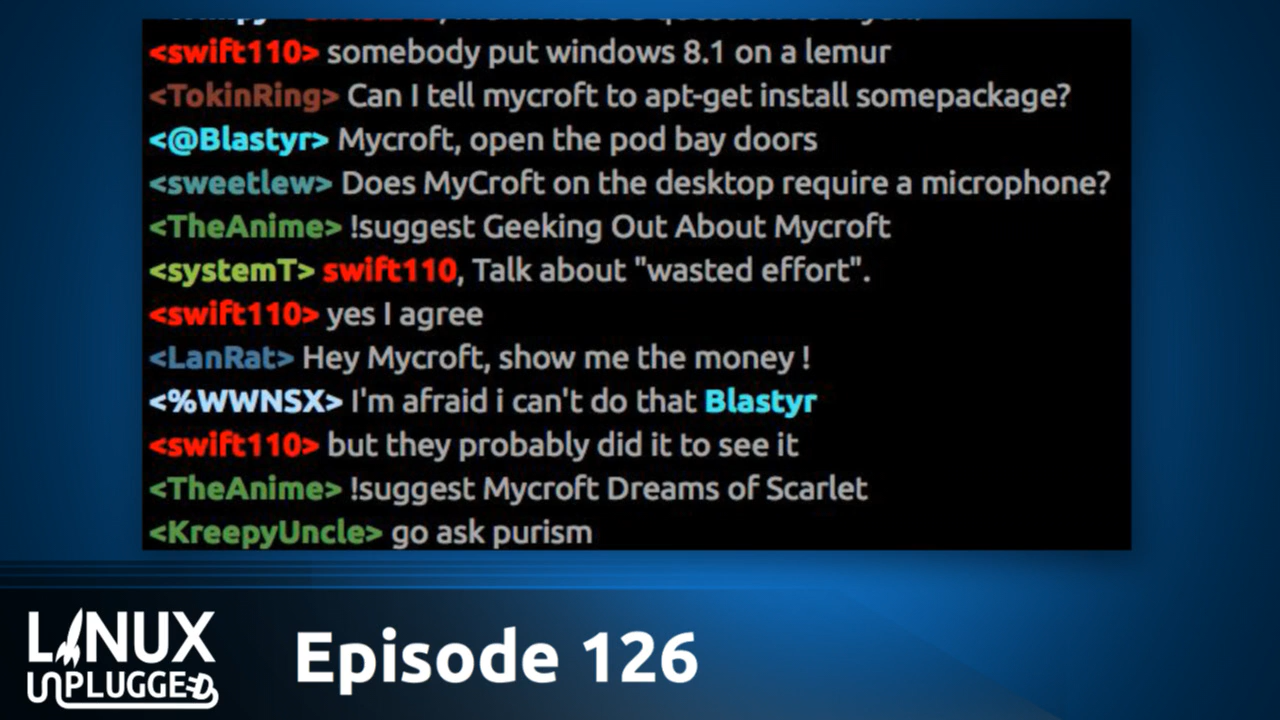 <swift110> somebody put windows 8.1 on a lemur
<TokinRing> Can I tell mycroft to apt-get install somepackage?
<@Blastyr> Mycroft, open the pod bay doors
<sweetlew> Does MyCroft on the desktop require a microphone?
<TheAnime> !suggest Geeking Out About Mycroft
<systemT> swift110, Talk about "wasted effort".
<swift110> yes I agree
<LanRat> Hey Mycroft, show me the money !
<%WWNSX> I'm afraid i can't do that Blastyr
<swift110> but they probably did it to see it
<TheAnime> !suggest Mycroft Dreams of Scarlet
<KreepyUncle> go ask purism
LINUX
UNPLUGGED
Episode 126